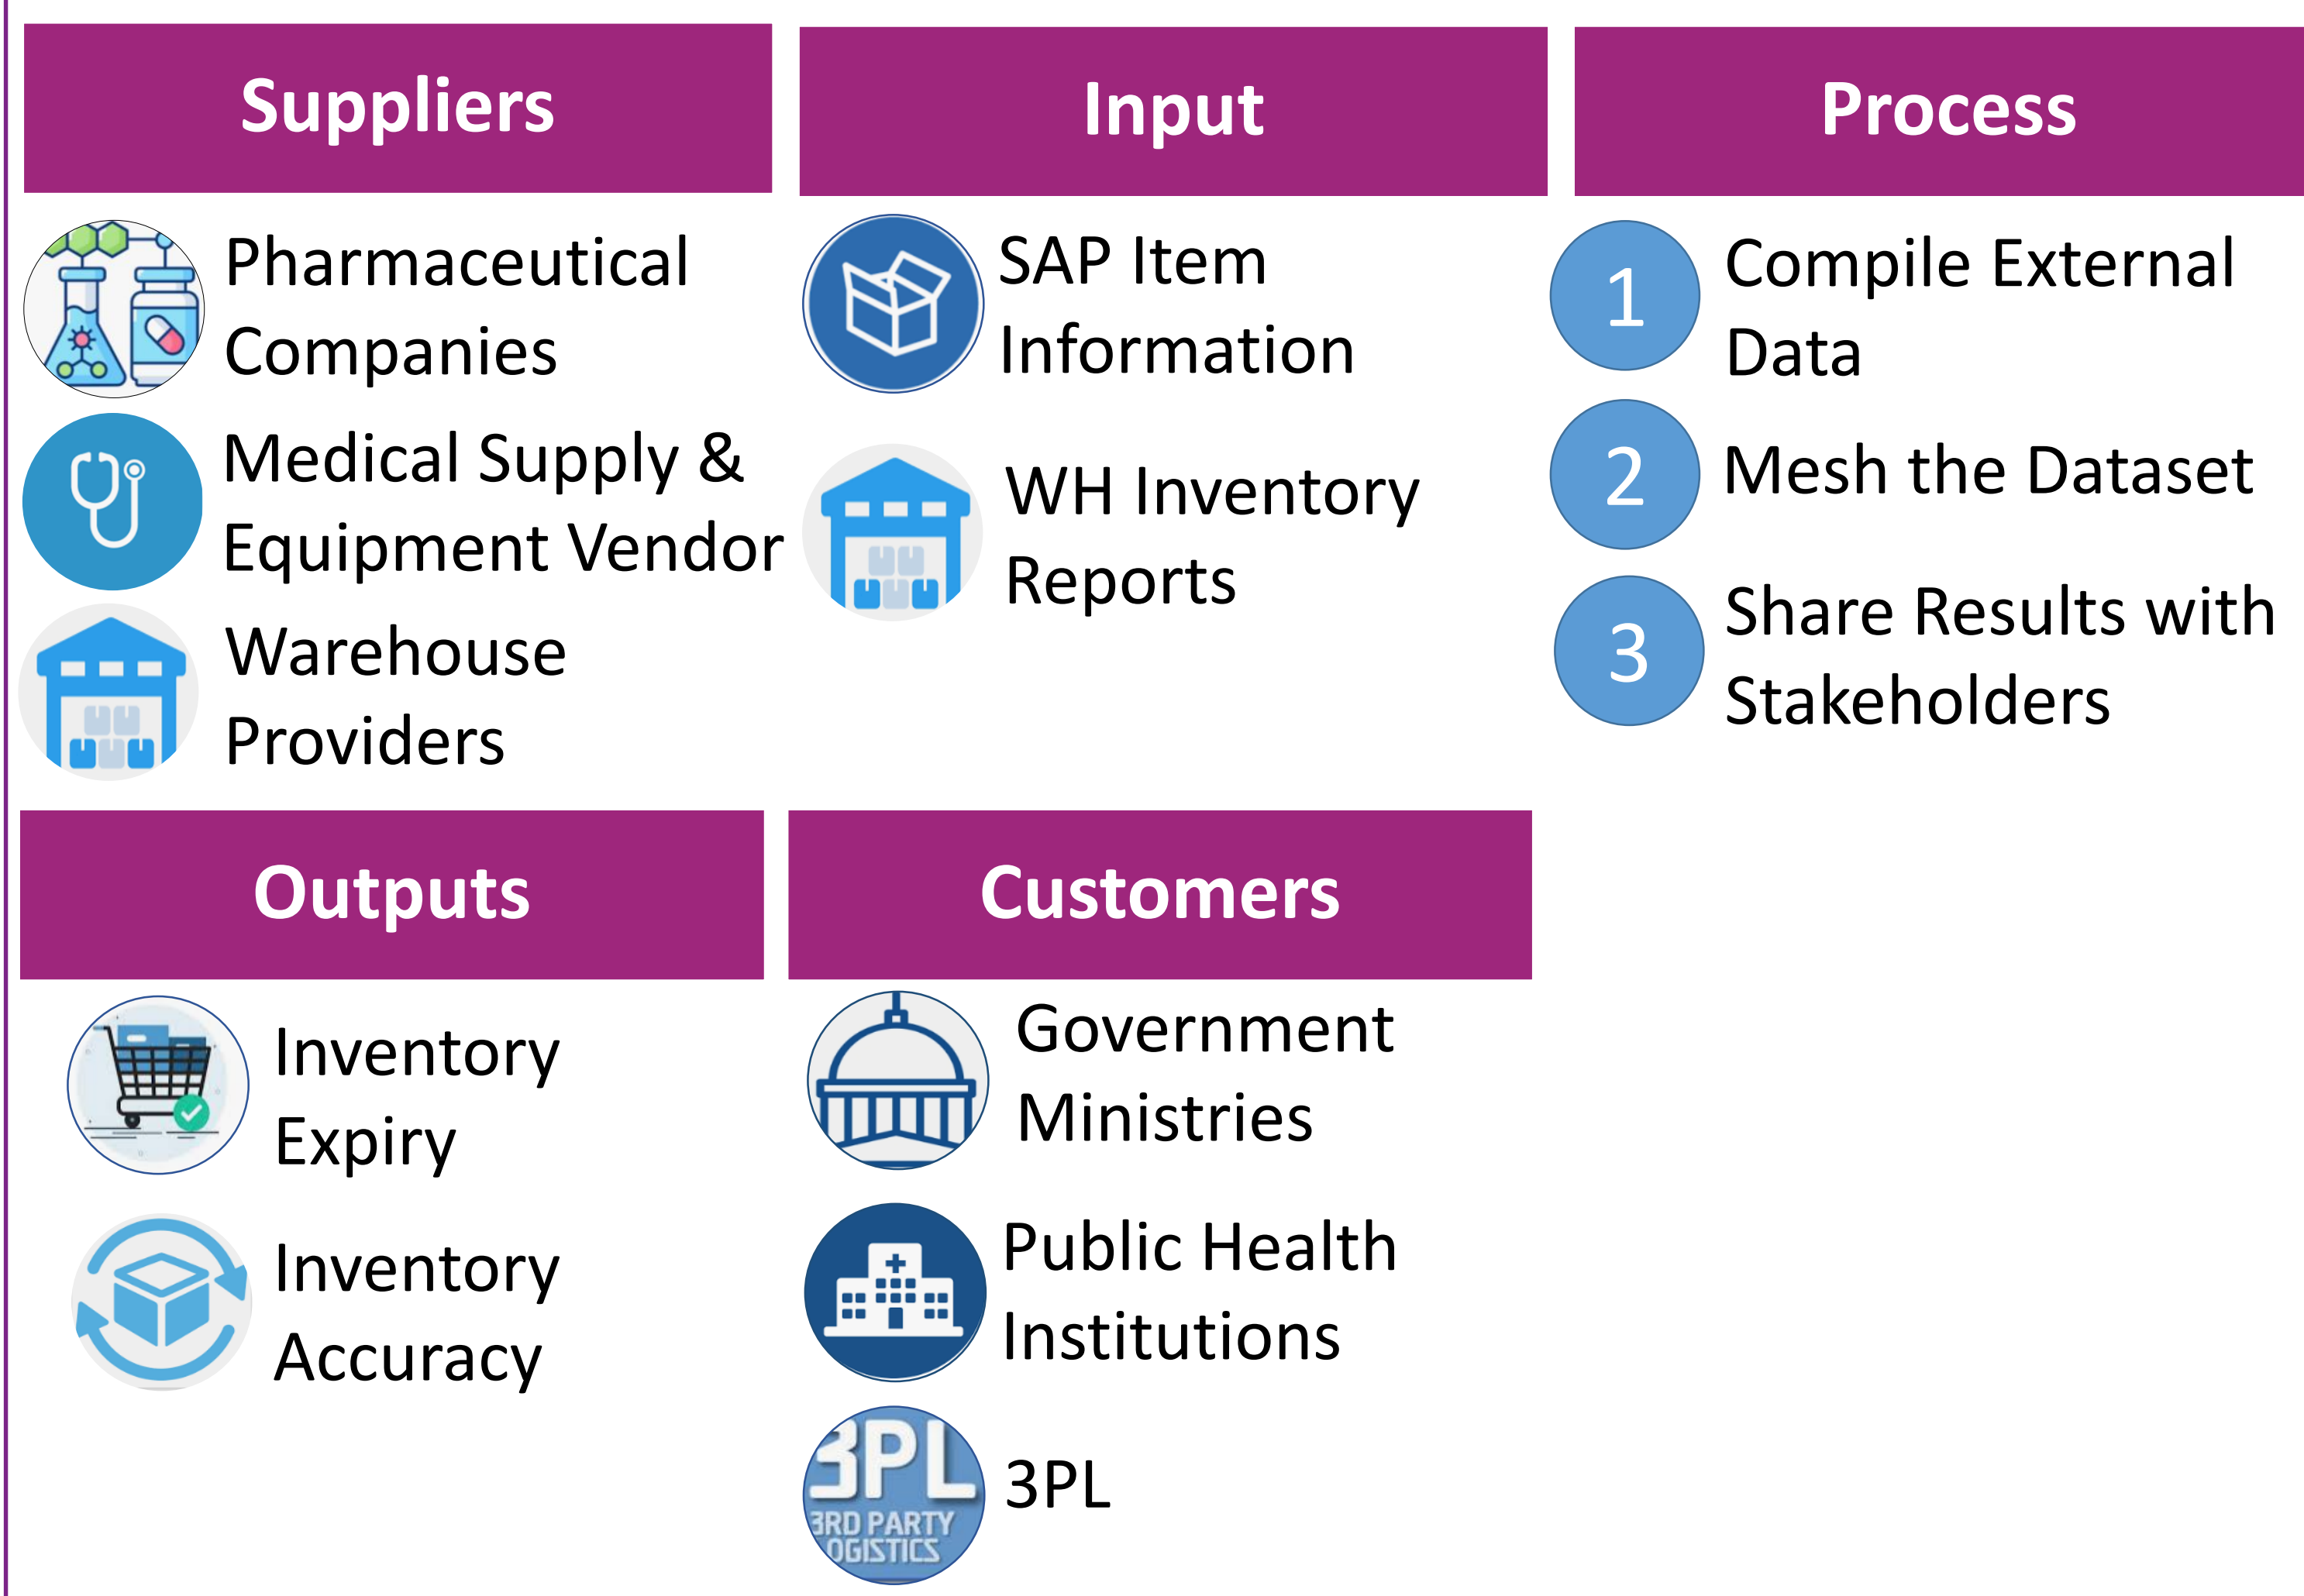 Suppliers
Pharmaceutical
Companies
Medical Supply &
Equipment Vendor
Warehouse
Providers
Input
SAP Item
Information
WH Inventory
Reports
Process
1
Compile External
Data
2
Mesh the Dataset
3
Share Results with
Stakeholders
Outputs
Inventory
Expiry
Inventory
Accuracy
Customers
Government
Ministries
Public Health
Institutions
3PL
3RD PARTY
OGISTICS
3PL